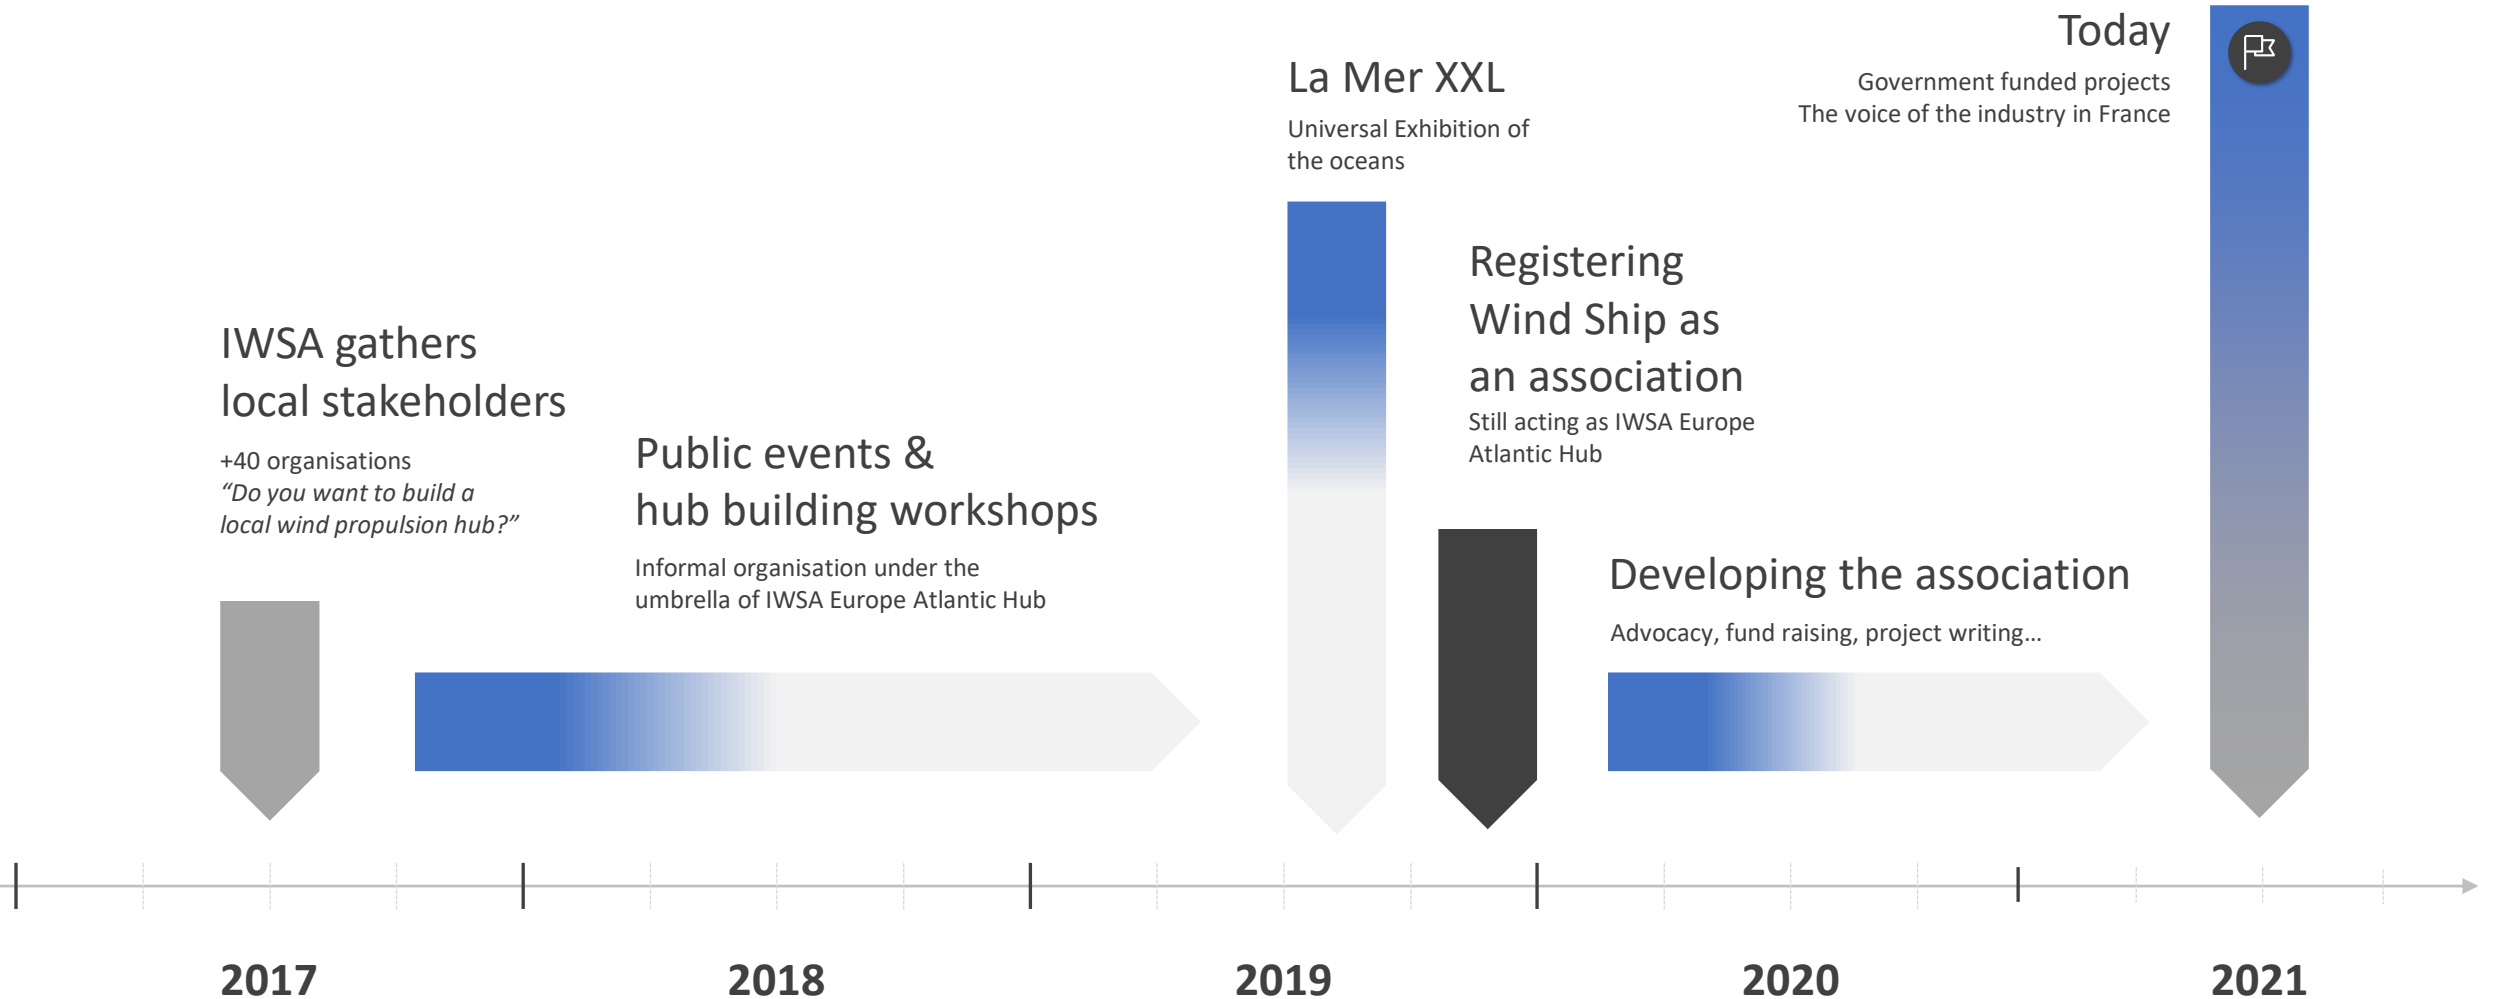 IWSA gathers
local stakeholders
+40 organisations
“Do you want to build a
local wind propulsion hub?”
Public events &
hub building workshops
Informal organisation under the
umbrella of IWSA Europe Atlantic Hub
La Mer XXL
Universal Exhibition of
the oceans
Registering
Wind Ship as
an association
Still acting as IWSA Europe
Atlantic Hub
Developing the association
Advocacy, fund raising, project writing…
Today
Government funded projects
The voice of the industry in France
2017
2018
2019
2020
2021